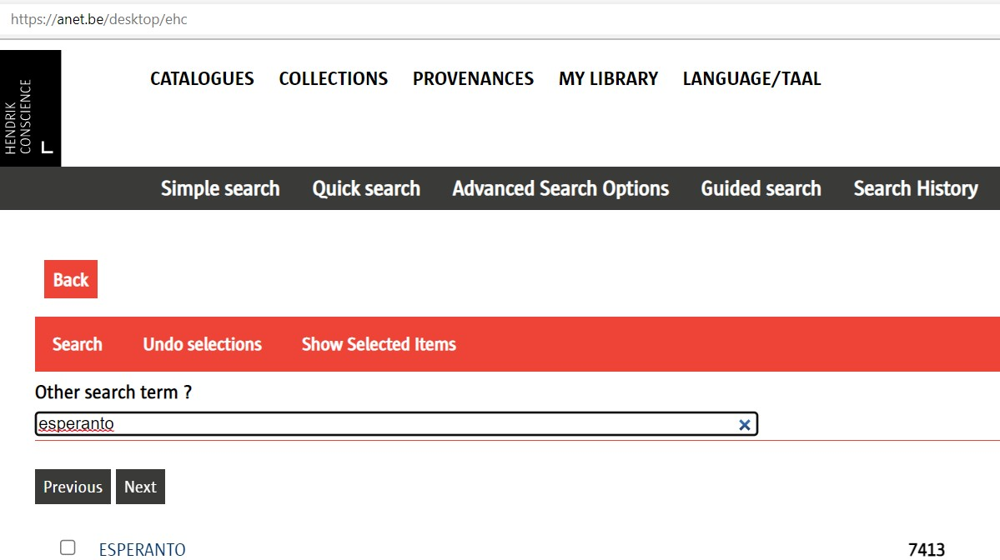 https://anet.be/desktop/ehc
HENDRIK
CONSCIENCE
CATALOGUES COLLECTIONS PROVENANCES MY LIBRARY LANGUAGE/TAAL
Simple search Quick search Advanced Search Options Guided search Search History
Back
Search Undo selections Show Selected Items
Other search term ?
esperanto
Previous Next
ESPERANTO 7413